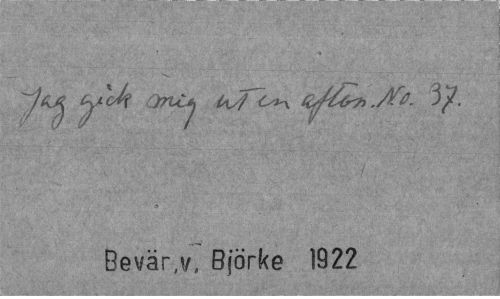 Jag gick mig ut en afton. No. 37.
Bevär,v, Björke 1922